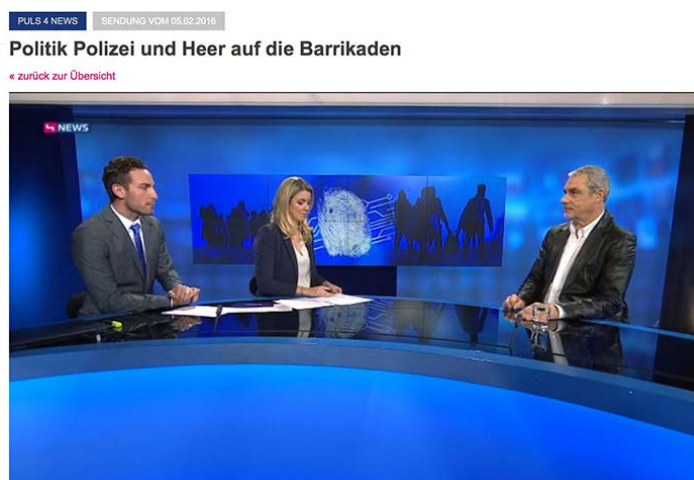 PULS 4 NEWS
SENDUNG VOM 05.02.2016
Politik Polizei und Heer auf die Barrikaden
« zurück zur Übersicht
4 NEWS